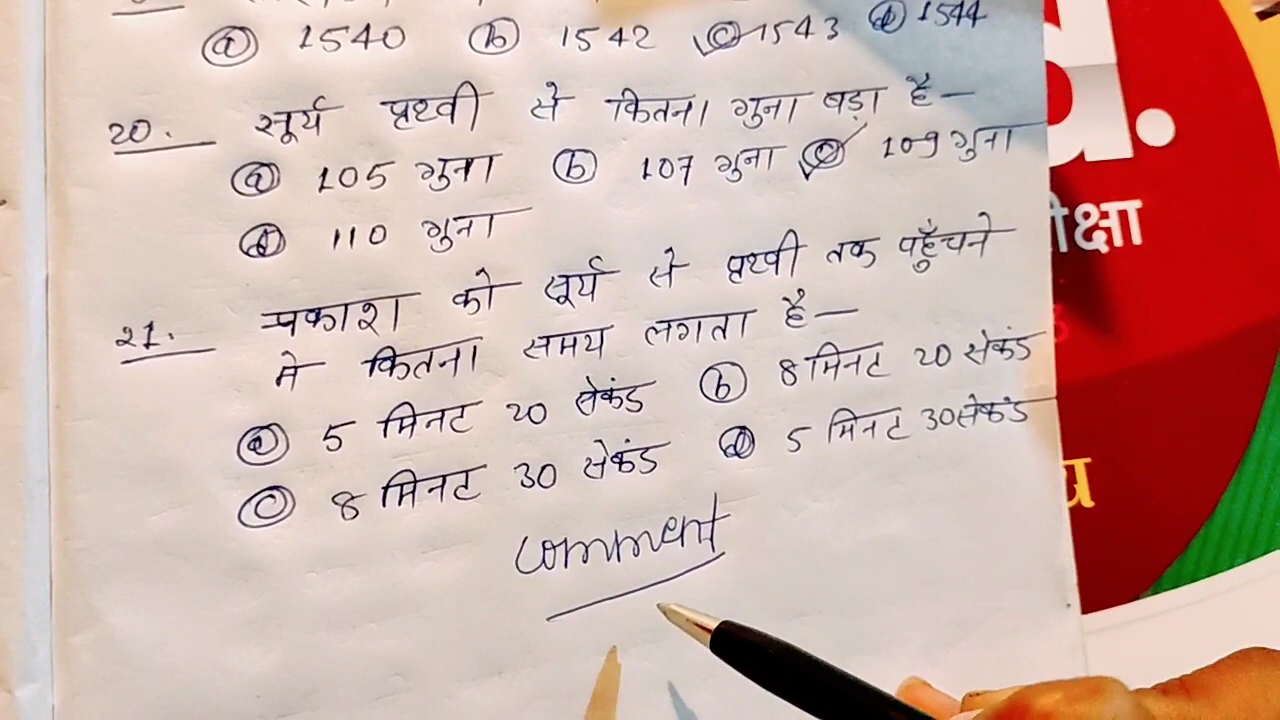 ⓐ 1540 ⓑ 1542 ⓒ 1543 ⓓ 1544
20. सूर्य पृथ्वी से कितना गुना बड़ा है—
ⓐ 105 गुना ⓑ 107 गुना ⓒ 109 गुना
ⓓ 110 गुना
21. प्रकाश को सूर्य से पृथ्वी तक पहुँचने
मे कितना समय लगता है—
ⓐ 5 मिनट 20 सेकंड ⓑ 8 मिनट 20 सेकंड
ⓒ 8 मिनट 30 सेकंड ⓓ 5 मिनट 30 सेकंड
comment
d.